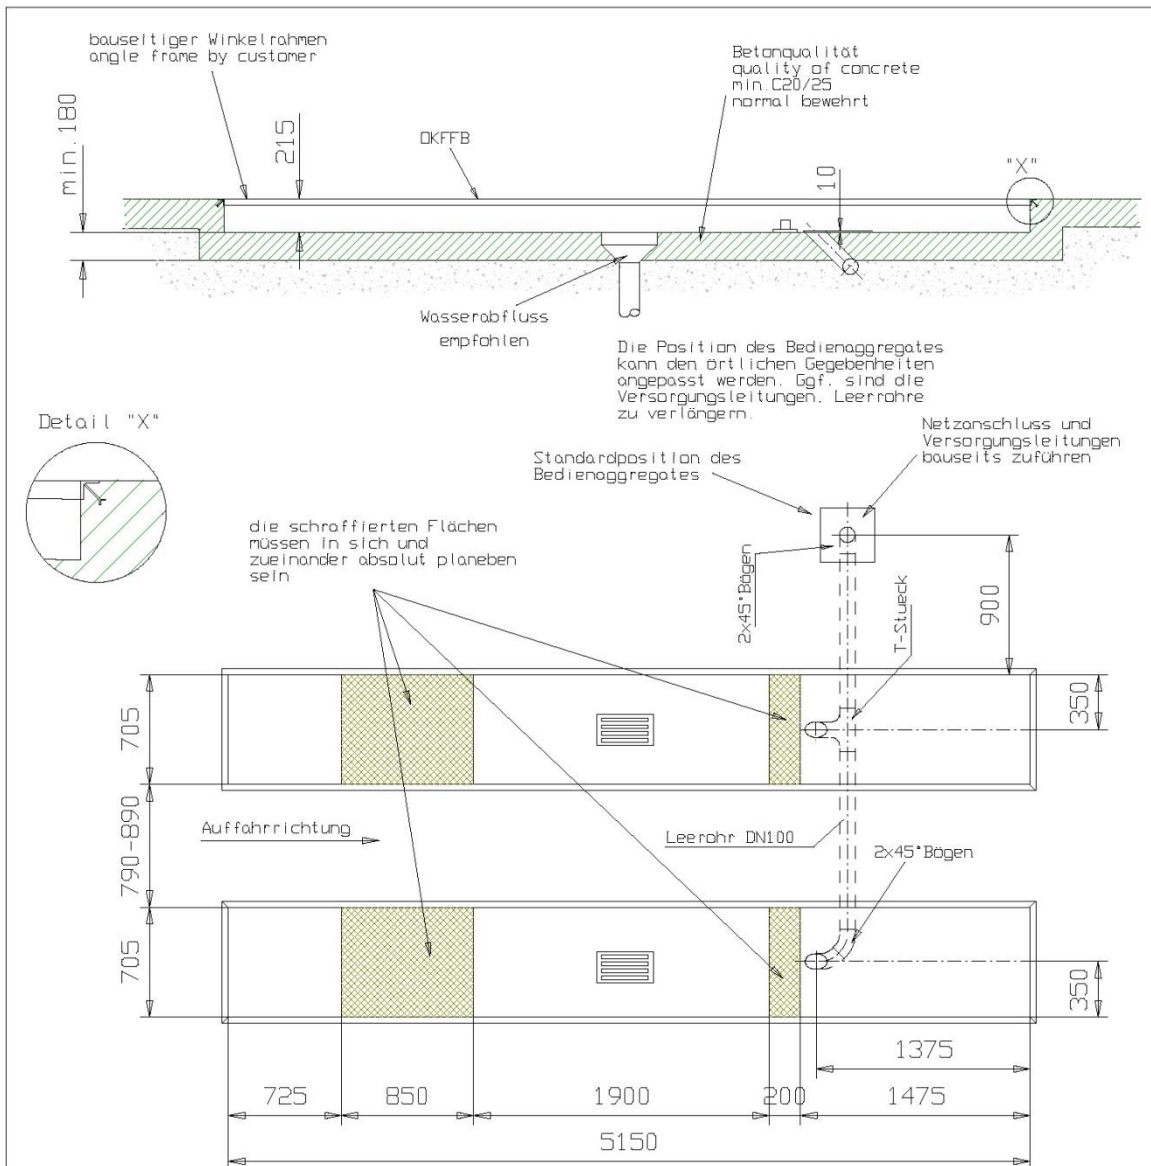 bauseitiger Winkelrahmen
angle frame by customer
Betonqualität
quality of concrete
min.C20/25
normal bewehrt
min.180
215
OKFFB
10
"X"
Wasserabfluss
empfohlen
Die Position des Bedienaggregates
kann den örtlichen Gegebenheiten
angepasst werden. Ggf. sind die
Versorgungsleitungen, Leerrohre
zu verlängern.
Detail "X"
Netzanschluss und
Versorgungsleitungen
bauseits zuführen
Standardposition des
Bedienaggregates
die schraffierten Flächen
müssen in sich und
zueinander absolut planeben
sein
2x45°Bögen
T-Stueck
900
705
350
790-890
Auffahrrichtung
Leerohr DN100
2x45°Bögen
705
350
1375
725
850
1900
200
1475
5150